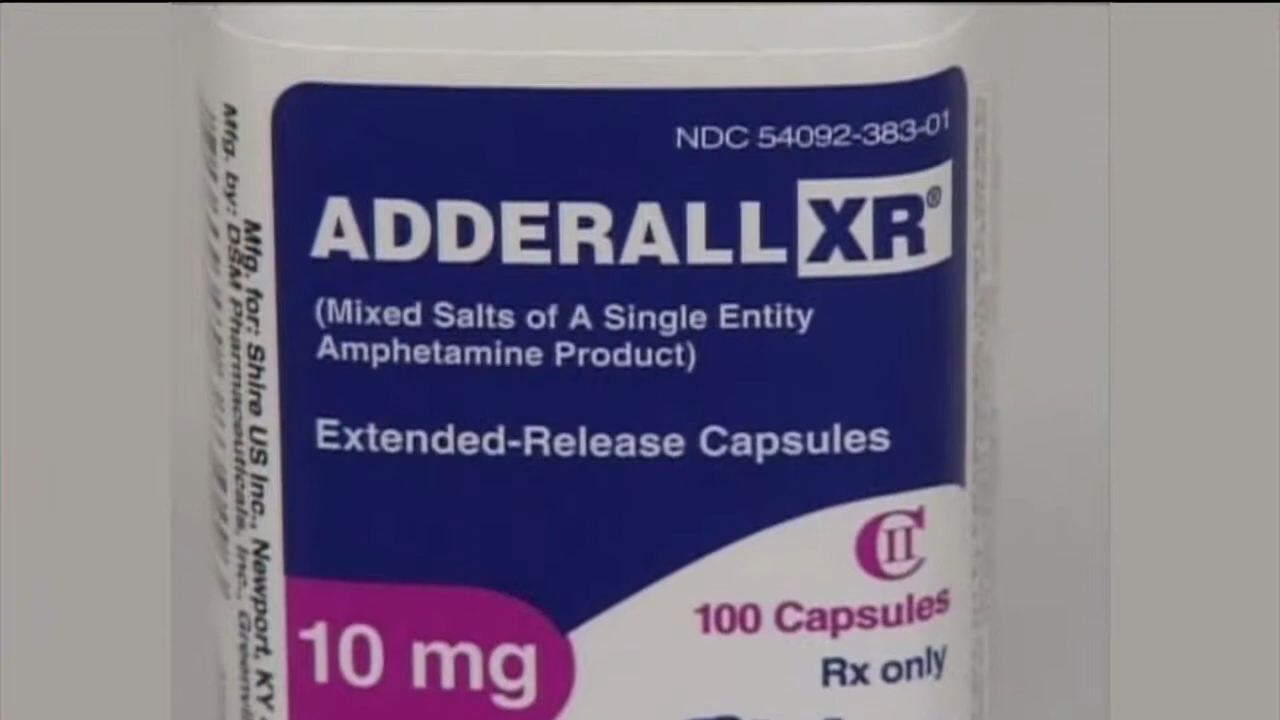 NDC 54092-383-01
ADDERALL XR®
(Mixed Salts of A Single Entity
Amphetamine Product)
Extended-Release Capsules
CII
100 Capsules
10 mg
Rx only
Mfg. for: Shire US Inc., Newport, KY
Mfg. by: DSM Pharmaceuticals, Inc.,